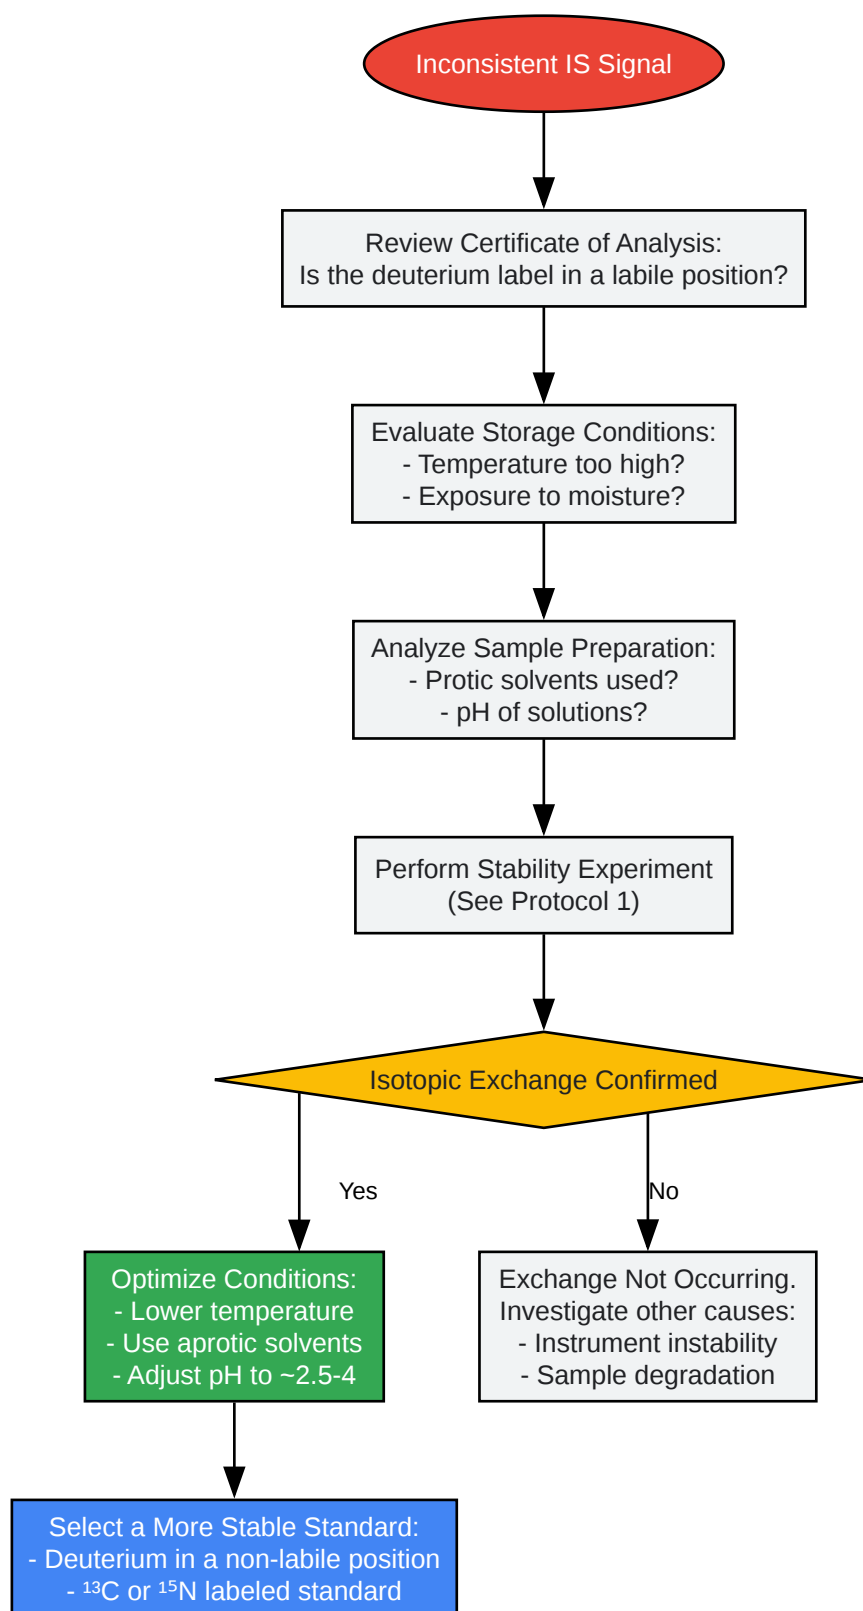 Inconsistent IS Signal
Review Certificate of Analysis:
Is the deuterium label in a labile position?
Evaluate Storage Conditions:
- Temperature too high?
- Exposure to moisture?
Analyze Sample Preparation:
- Protic solvents used?
- pH of solutions?
Perform Stability Experiment
(See Protocol 1)
Isotopic Exchange Confirmed
Yes
No
Optimize Conditions:
- Lower temperature
- Use aprotic solvents
- Adjust pH to ~2.5-4
Exchange Not Occurring.
Investigate other causes:
- Instrument instability
- Sample degradation
Select a More Stable Standard:
- Deuterium in a non-labile position
- ¹³C or ¹⁵N labeled standard